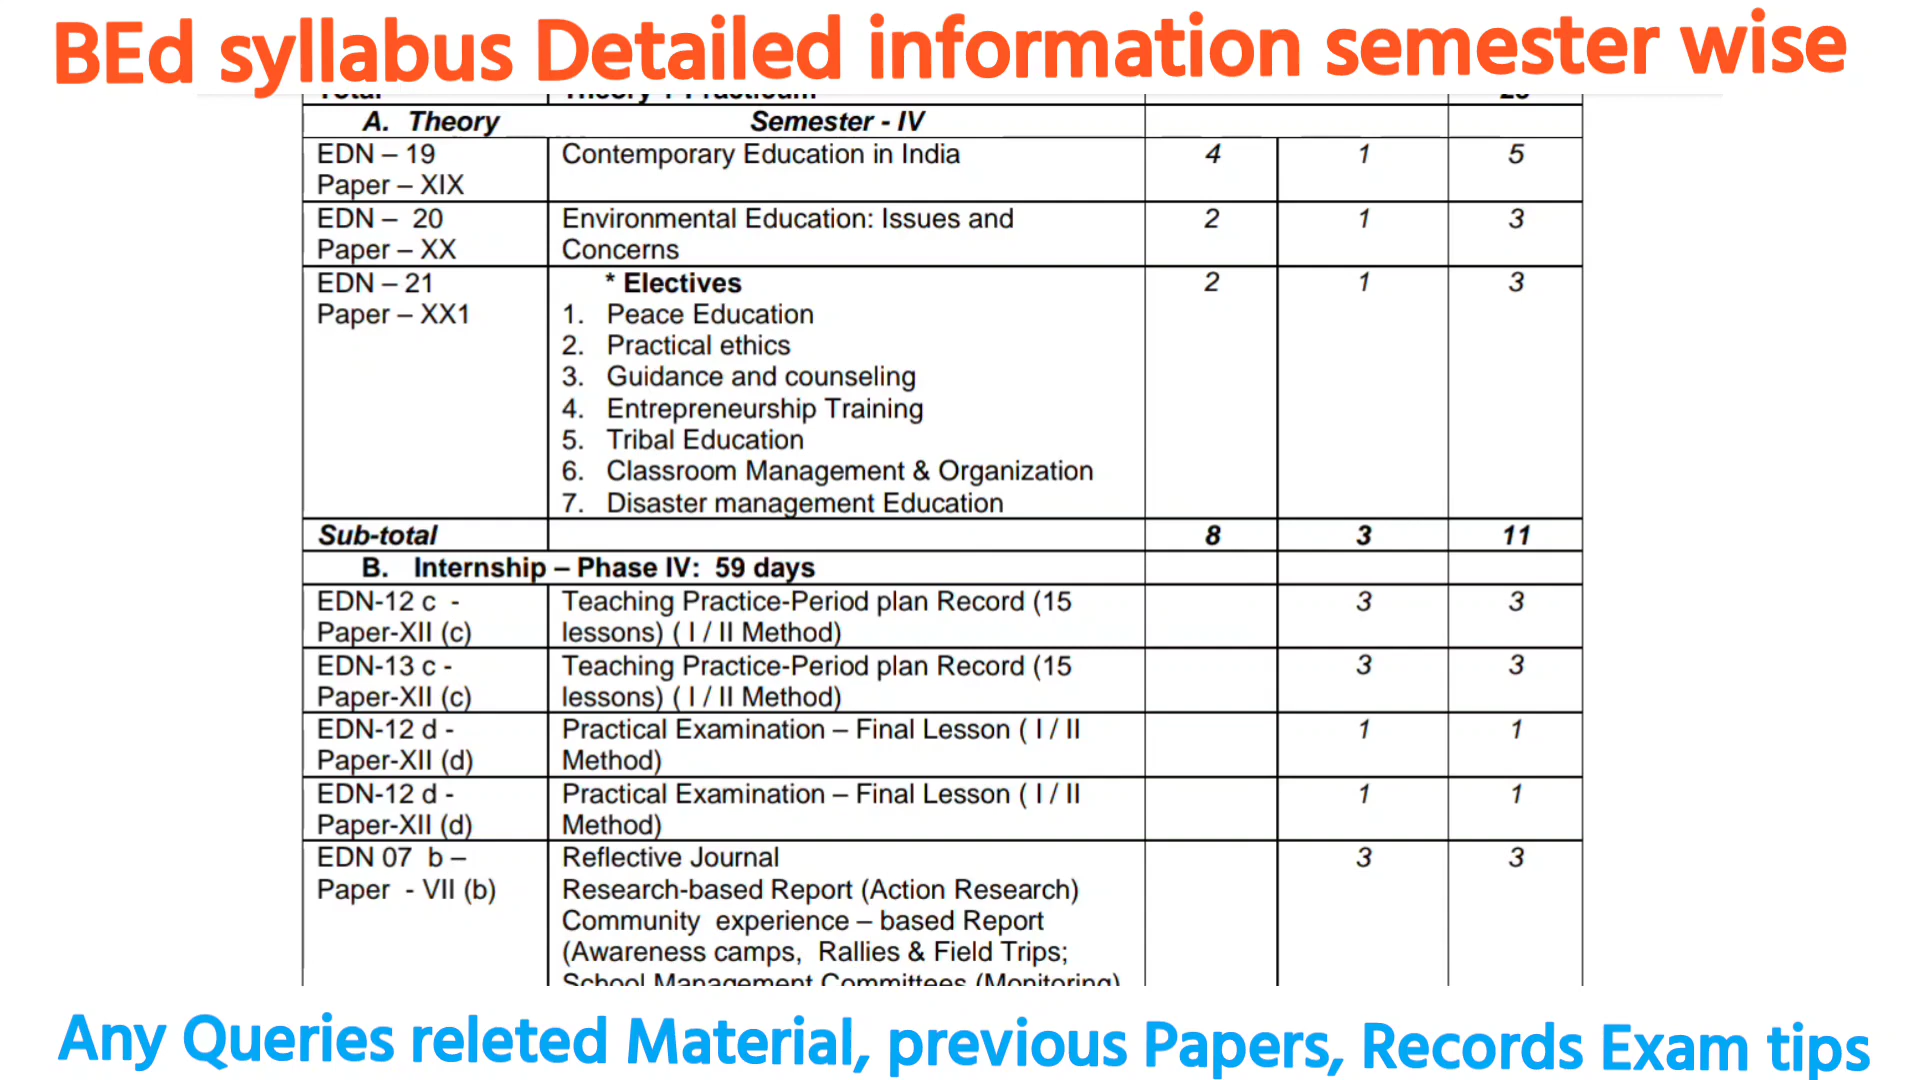 BEd syllabus Detailed information semester wise
Total Theory + Practicum 25
A. Theory Semester - IV
EDN – 19 Contemporary Education in India 4 1 5
Paper – XIX
EDN – 20 Environmental Education: Issues and 2 1 3
Paper – XX Concerns
EDN – 21 * Electives 2 1 3
Paper – XX1 1. Peace Education
2. Practical ethics
3. Guidance and counseling
4. Entrepreneurship Training
5. Tribal Education
6. Classroom Management & Organization
7. Disaster management Education
Sub-total 8 3 11
B. Internship – Phase IV: 59 days
EDN-12 c - Teaching Practice-Period plan Record (15 3 3
Paper-XII (c) lessons) ( I / II Method)
EDN-13 c - Teaching Practice-Period plan Record (15 3 3
Paper-XII (c) lessons) ( I / II Method)
EDN-12 d - Practical Examination – Final Lesson ( I / II 1 1
Paper-XII (d) Method)
EDN-12 d - Practical Examination – Final Lesson ( I / II 1 1
Paper-XII (d) Method)
EDN 07 b – Reflective Journal 3 3
Paper - VII (b) Research-based Report (Action Research)
Community experience – based Report
(Awareness camps, Rallies & Field Trips;
School Management Committees (Monitoring)
Any Queries releted Material, previous Papers, Records Exam tips